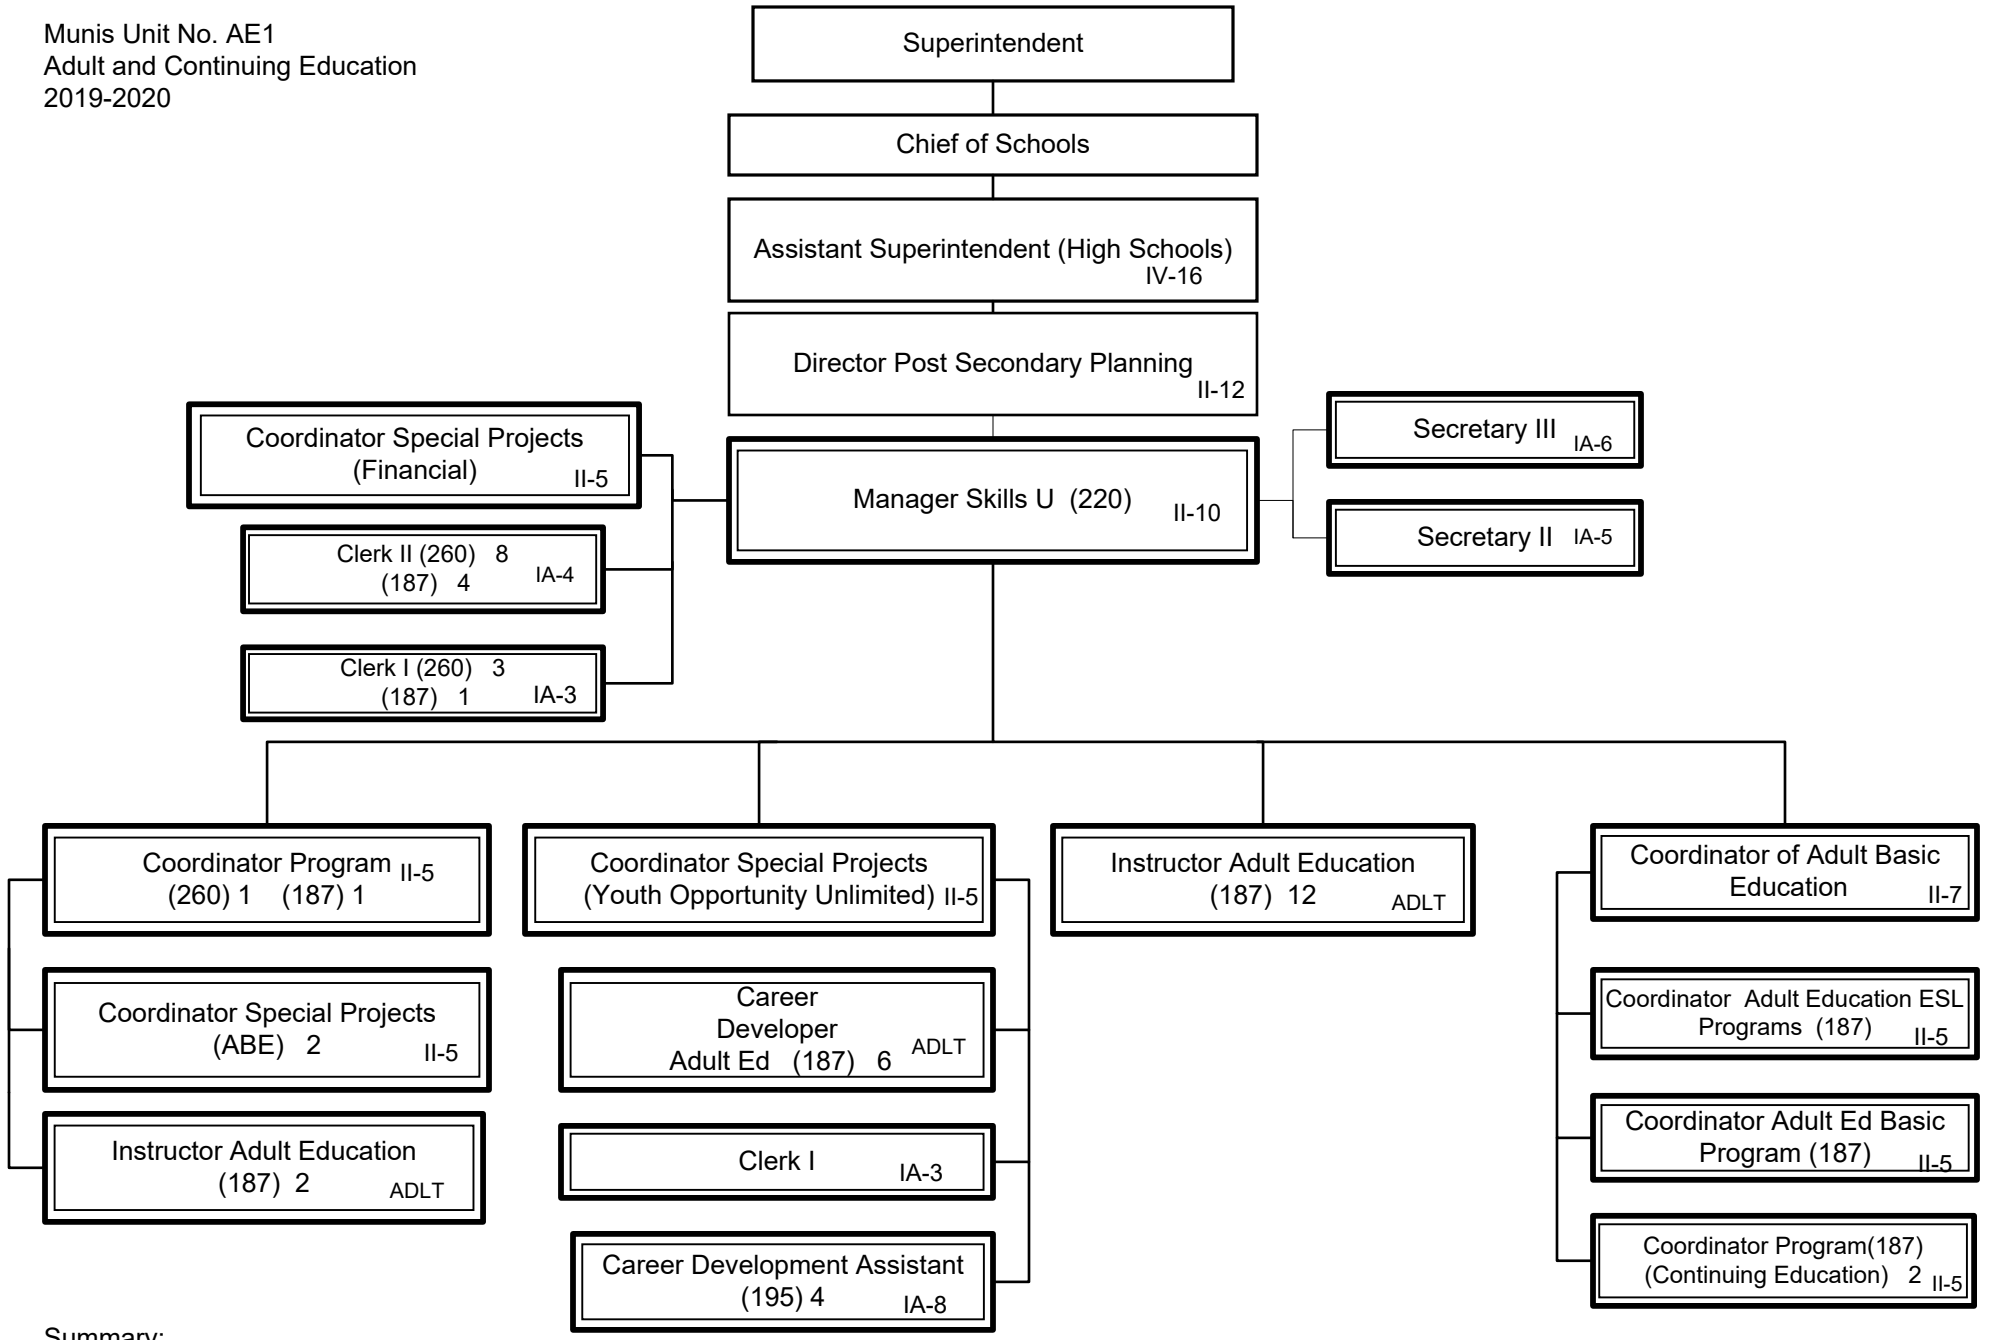 Munis Unit No. AE1
Adult and Continuing Education
2019-2020
Superintendent
Chief of Schools
Assistant Superintendent (High Schools)
IV-16
Director Post Secondary Planning
II-12
Coordinator Special Projects
(Financial)
II-5
Manager Skills U (220)
II-10
Secretary III IA-6
Secretary II IA-5
Clerk II (260) 8
(187) 4
IA-4
Clerk I (260) 3
(187) 1
IA-3
Coordinator Program II-5
(260) 1 (187) 1
Coordinator Special Projects
(ABE) 2
II-5
Instructor Adult Education
(187) 2
ADLT
Coordinator Special Projects
(Youth Opportunity Unlimited) II-5
Career
Developer
Adult Ed (187) 6
ADLT
Clerk I
IA-3
Career Development Assistant
(195) 4
IA-8
Instructor Adult Education
(187) 12
ADLT
Coordinator of Adult Basic
Education
II-7
Coordinator Adult Education ESL
Programs (187)
II-5
Coordinator Adult Ed Basic
Program (187)
II-5
Coordinator Program(187)
(Continuing Education) 2
II-5
Summary: